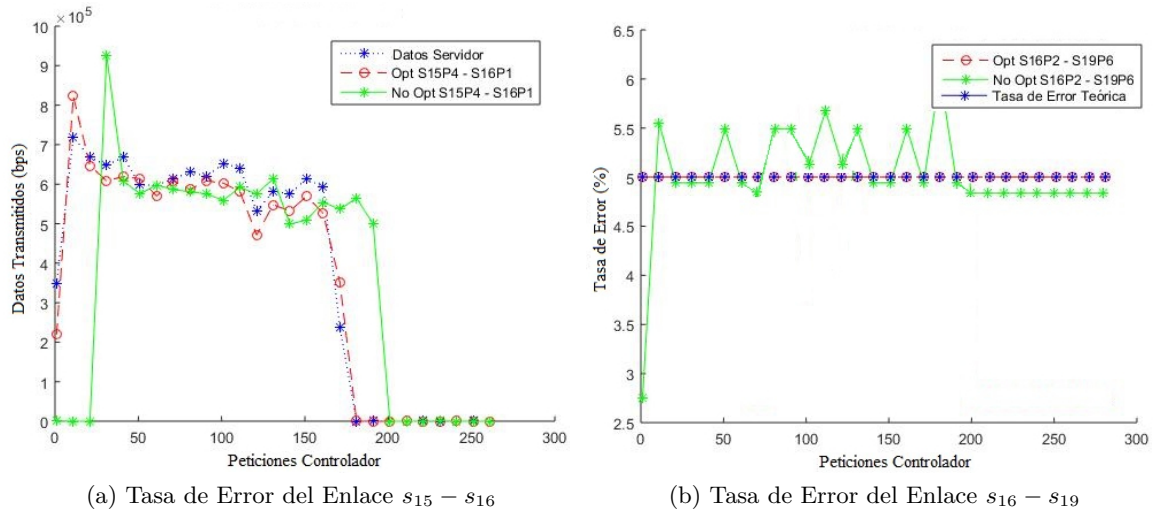 ×10⁵
10
9
8
7
6
5
4
3
2
1
0
Datos Transmitidos (bps)
Datos Servidor
Opt S15P4 - S16P1
No Opt S15P4 - S16P1
0 50 100 150 200 250 300
Peticiones Controlador
(a) Tasa de Error del Enlace s₁₅ − s₁₆
6.5
6
5.5
5
4.5
4
3.5
3
2.5
Tasa de Error (%)
Opt S16P2 - S19P6
No Opt S16P2 - S19P6
Tasa de Error Teórica
0 50 100 150 200 250 300
Peticiones Controlador
(b) Tasa de Error del Enlace s₁₆ − s₁₉